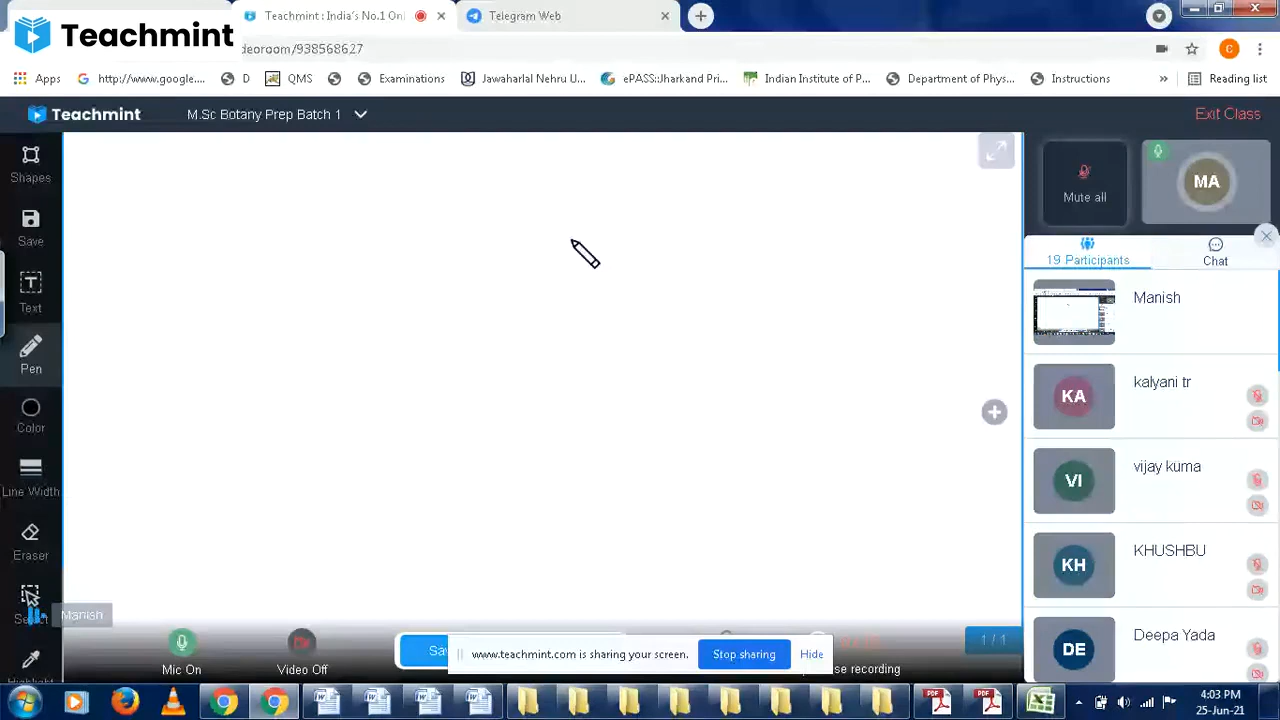 Teachmint : India's No.1 Onl
Telegram Web
Teachmint
deoroom/938568627
Apps
http://www.google....
D
QMS
Examinations
Jawaharlal Nehru U...
ePASS::Jharkand Pri...
Indian Institute of P...
Department of Phys...
Instructions
»
Reading list
Teachmint
M.Sc Botany Prep Batch 1
Exit Class
Shapes
Save
Text
Pen
Color
Line Width
Eraser
Mute all
MA
19 Participants
Chat
Manish
KA
kalyani tr
VI
vijay kuma
KH
KHUSHBU
DE
Deepa Yada
Manish
Mic On
Video Off
www.teachmint.com is sharing your screen.
Stop sharing
Hide
recording
1 / 1
4:03 PM
25-Jun-21